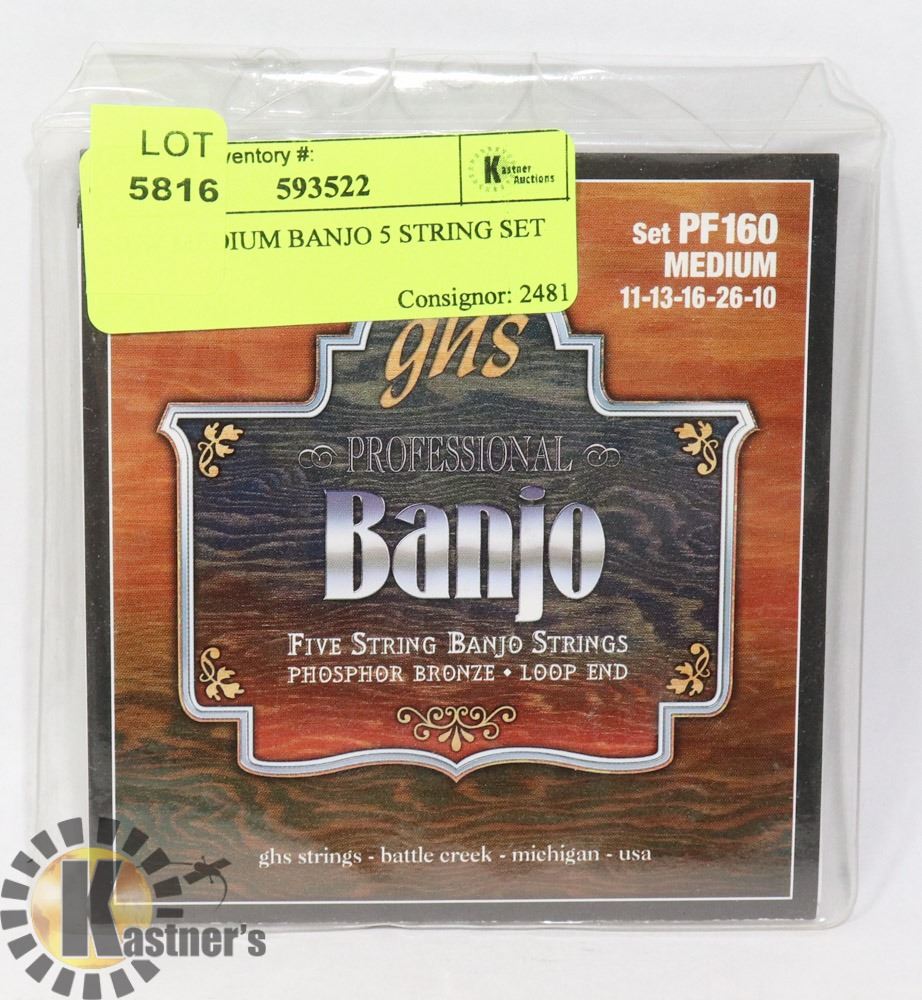 LOT
5816
ventory #:
593522
Kastner
Auctions
DIUM BANJO 5 STRING SET
Consignor: 2481
Set PF160
MEDIUM
11-13-16-26-10
ghs
PROFESSIONAL
Banjo
FIVE STRING BANJO STRINGS
PHOSPHOR BRONZE • LOOP END
ghs strings - battle creek - michigan - usa
Kastner's